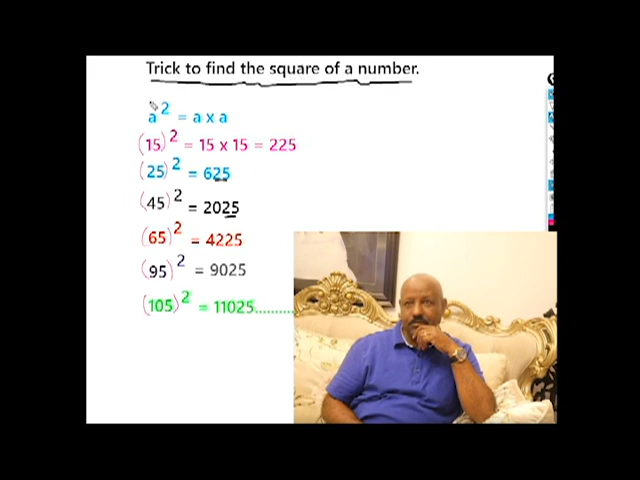 Trick to find the square of a number.
a² = a x a
(15)² = 15 x 15 = 225
(25)² = 625
(45)² = 2025
(65)² = 4225
(95)² = 9025
(105)² = 11025..........